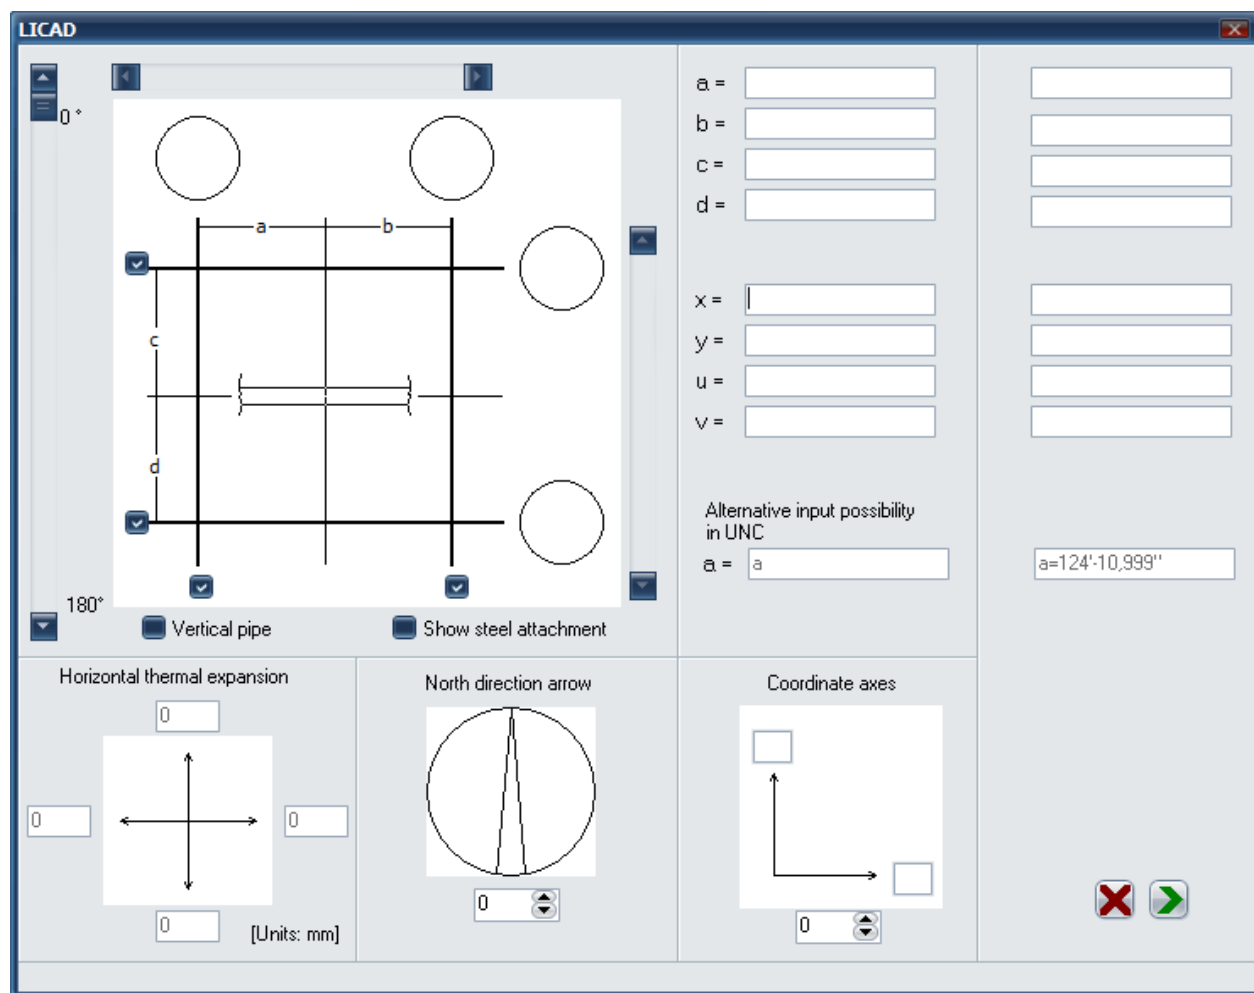 LICAD
0 °
180°
a
b
c
d
Vertical pipe
Show steel attachment
a =
b =
c =
d =
x =
y =
u =
v =
Alternative input possibility
in UNC
a =
a
a=124'-10,999"
Horizontal thermal expansion
0
0
0
0
[Units: mm]
North direction arrow
0
Coordinate axes
0